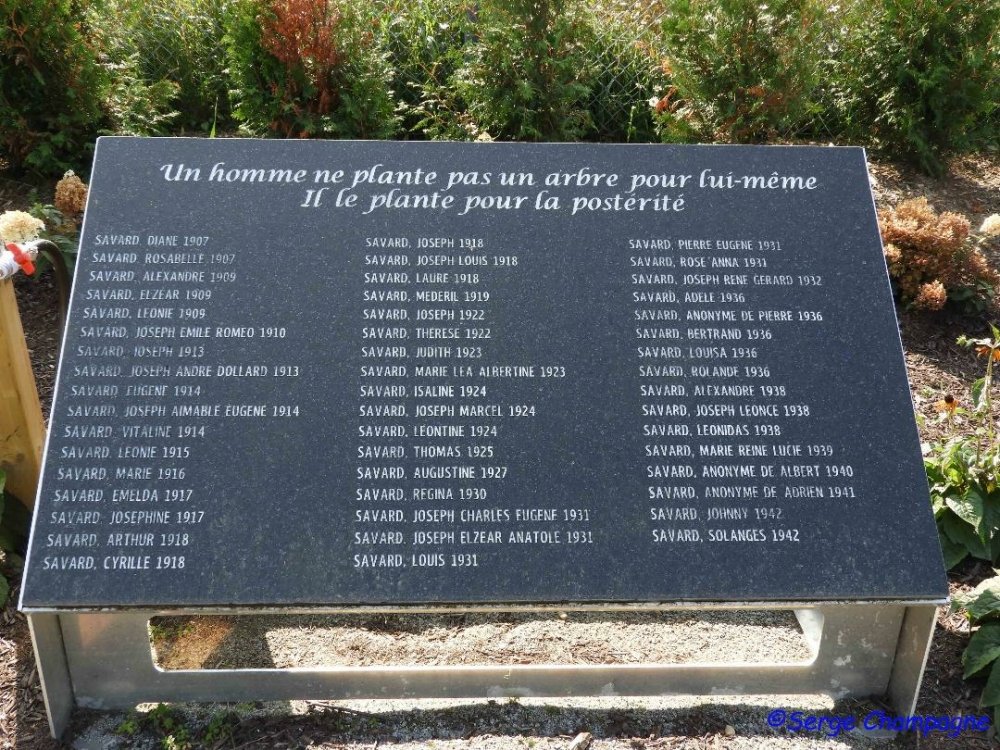 Un homme ne plante pas un arbre pour lui-même
Il le plante pour la postérité
SAVARD, DIANE 1907
SAVARD, ROSABELLE 1907
SAVARD, ALEXANDRE 1909
SAVARD, ELZÉAR 1909
SAVARD, LEONIE 1909
SAVARD, JOSEPH EMILE ROMEO 1910
SAVARD, JOSEPH 1913
SAVARD, JOSEPH ANDRE DOLLARD 1913
SAVARD, EUGENE 1914
SAVARD, JOSEPH AIMABLE EUGENE 1914
SAVARD, VITALINE 1914
SAVARD, LEONIE 1915
SAVARD, MARIE 1916
SAVARD, EMELDA 1917
SAVARD, JOSEPHINE 1917
SAVARD, ARTHUR 1918
SAVARD, CYRILLE 1918
SAVARD, JOSEPH 1918
SAVARD, JOSEPH LOUIS 1918
SAVARD, LAURE 1918
SAVARD, MEDERIL 1919
SAVARD, JOSEPH 1922
SAVARD, THERESE 1922
SAVARD, JUDITH 1923
SAVARD, MARIE LEA ALBERTINE 1923
SAVARD, ISALINE 1924
SAVARD, JOSEPH MARCEL 1924
SAVARD, LEONTINE 1924
SAVARD, THOMAS 1925
SAVARD, AUGUSTINE 1927
SAVARD, REGINA 1930
SAVARD, JOSEPH CHARLES EUGENE 1931
SAVARD, JOSEPH ELZEAR ANATOLE 1931
SAVARD, LOUIS 1931
SAVARD, PIERRE EUGENE 1931
SAVARD, ROSE ANNA 1931
SAVARD, JOSEPH RENE GERARD 1932
SAVARD, ADELE 1936
SAVARD, ANONYME DE PIERRE 1936
SAVARD, BERTRAND 1936
SAVARD, LOUISA 1936
SAVARD, ROLANDE 1936
SAVARD, ALEXANDRE 1938
SAVARD, JOSEPH LEONCE 1938
SAVARD, LEONIDAS 1938
SAVARD, MARIE REINE LUCIE 1939
SAVARD, ANONYME DE ALBERT 1940
SAVARD, ANONYME DE ADRIEN 1941
SAVARD, JOHNNY 1942
SAVARD, SOLANGES 1942
©Serge Champagne